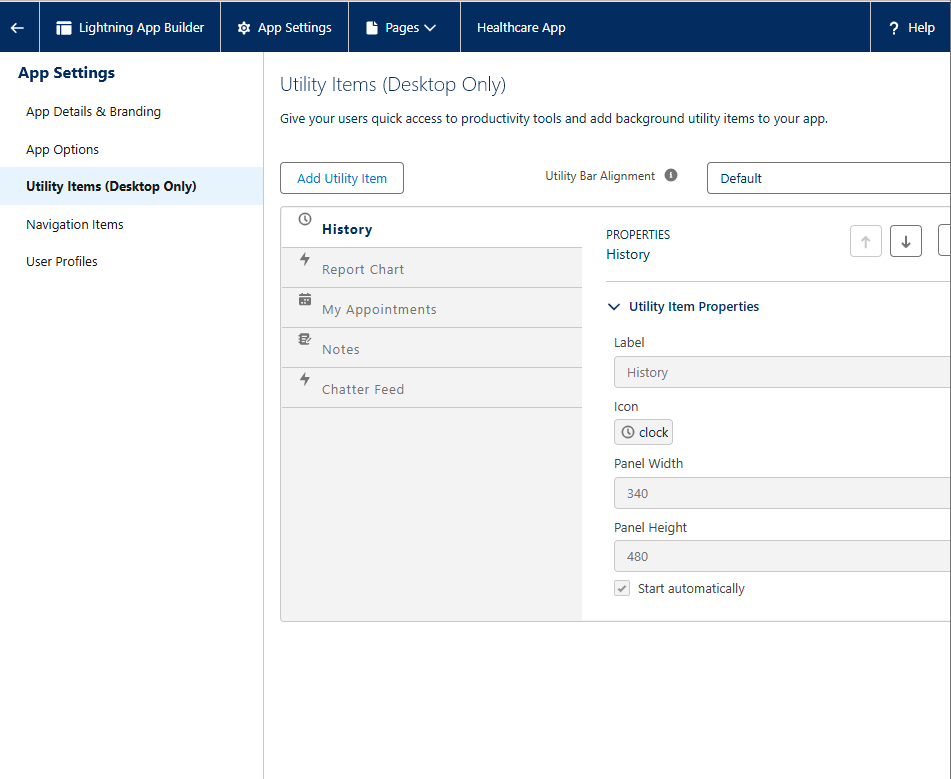 Lightning App Builder App Settings Pages Healthcare App ? Help
App Settings
App Details & Branding
App Options
Utility Items (Desktop Only)
Navigation Items
User Profiles
Utility Items (Desktop Only)
Give your users quick access to productivity tools and add background utility items to your app.
Add Utility Item
Utility Bar Alignment
Default
History
Report Chart
My Appointments
Notes
Chatter Feed
PROPERTIES
History
Utility Item Properties
Label
History
Icon
clock
Panel Width
340
Panel Height
480
Start automatically